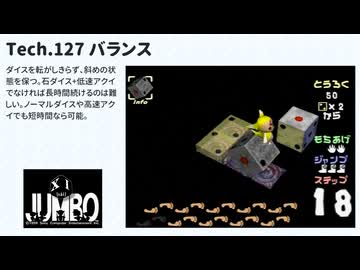 Tech.127 バランス
ダイスを転がしきらず、斜めの状
態を保つ。石ダイス+低速アクイ
でなければ長時間続けるのは難
しい。ノーマルダイスや高速アク
イでも短時間なら可能。
Info
とうろく
50
×2
から
もちあげ
ジャンプ
ステップ
18
XI
[sái]
JUMBO